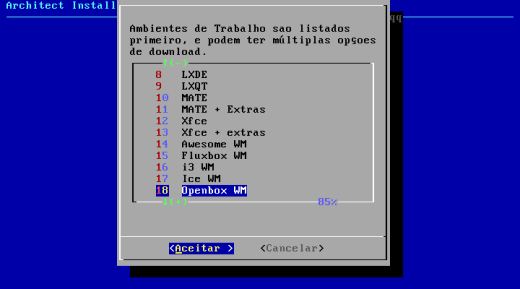 Architect Install
Ambientes de Trabalho sao listados
primeiro, e podem ter múltiplas opções
de download.
↑(-)
8 LXDE
9 LXQT
10 MATE
11 MATE + Extras
12 Xfce
13 Xfce + extras
14 Awesome WM
15 Fluxbox WM
16 i3 WM
17 Ice WM
18 Openbox WM
↓(+) 85%
<Aceitar > <Cancelar>